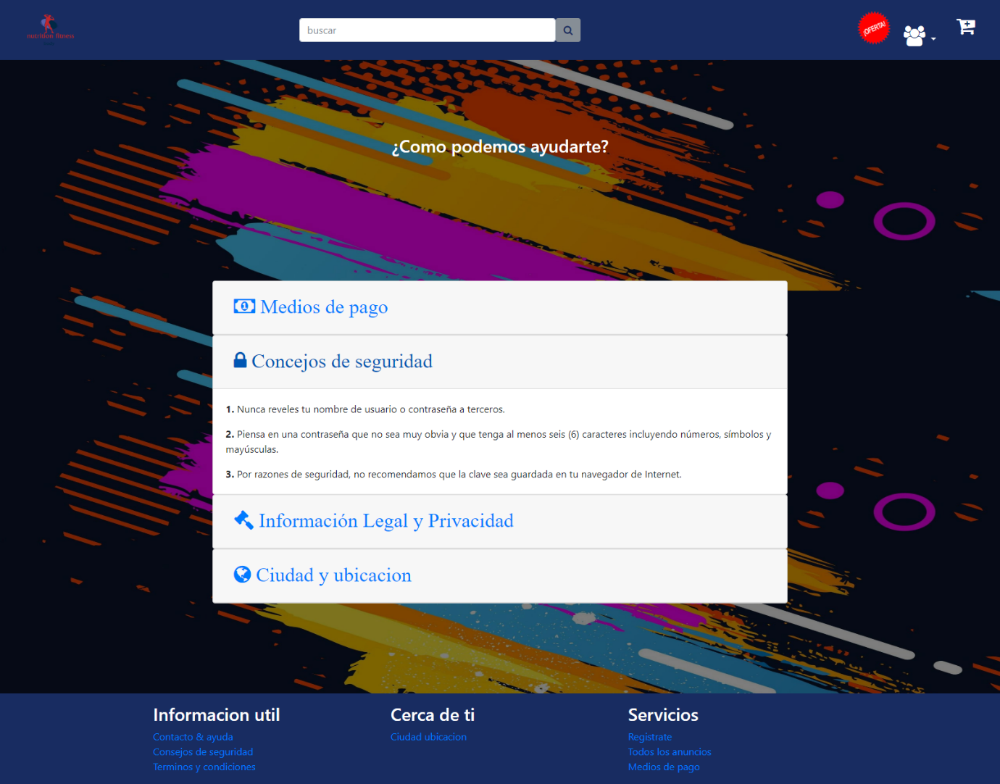 nutrition fitness
buscar
¡OFERTA!
¿Como podemos ayudarte?
Medios de pago
Concejos de seguridad
1. Nunca reveles tu nombre de usuario o contraseña a terceros.
2. Piensa en una contraseña que no sea muy obvia y que tenga al menos seis (6) caracteres incluyendo números, símbolos y
mayúsculas.
3. Por razones de seguridad, no recomendamos que la clave sea guardada en tu navegador de Internet.
Información Legal y Privacidad
Ciudad y ubicacion
Informacion util
Contacto & ayuda
Consejos de seguridad
Terminos y condiciones
Cerca de ti
Ciudad ubicacion
Servicios
Registrate
Todos los anuncios
Medios de pago